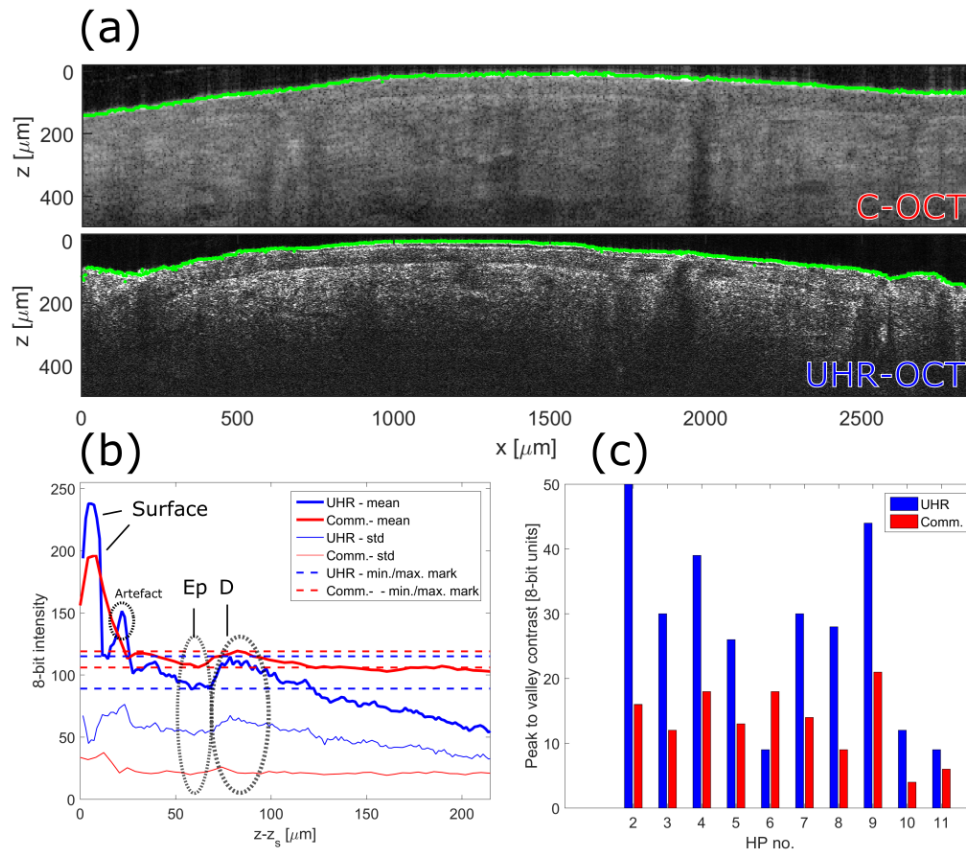 (a)
0
200
400
z [μm]
C-OCT
0
200
400
z [μm]
UHR-OCT
0 500 1000 1500 2000 2500
x [μm]
(b)
250
200
150
100
50
0
8-bit intensity
Surface
Artefact
Ep D
UHR - mean
Comm.- mean
UHR - std
Comm.- std
UHR - min./max. mark
Comm.- - min./max. mark
0 50 100 150 200
z-zs [μm]
(c)
50
40
30
20
10
0
Peak to valley contrast [8-bit units]
UHR
Comm.
2 3 4 5 6 7 8 9 10 11
HP no.